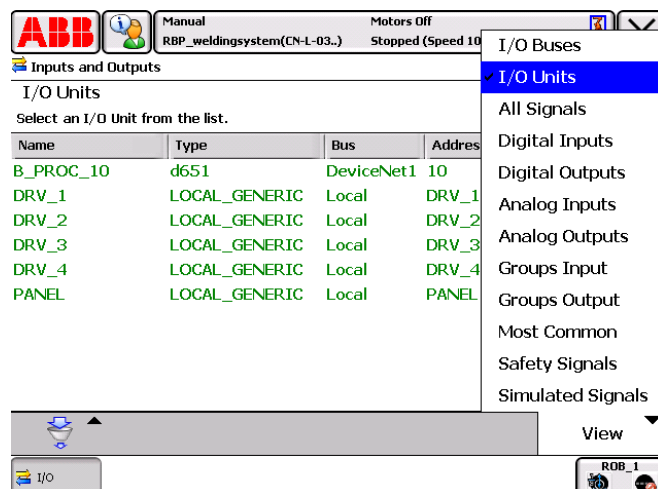 ABB
Manual
RBP_weldingsystem(CN-L-03..)
Motors Off
Stopped (Speed 10
Inputs and Outputs
I/O Units
Select an I/O Unit from the list.
Name Type Bus Addres
B_PROC_10 d651 DeviceNet1 10
DRV_1 LOCAL_GENERIC Local DRV_1
DRV_2 LOCAL_GENERIC Local DRV_2
DRV_3 LOCAL_GENERIC Local DRV_3
DRV_4 LOCAL_GENERIC Local DRV_4
PANEL LOCAL_GENERIC Local PANEL
I/O Buses
I/O Units
All Signals
Digital Inputs
Digital Outputs
Analog Inputs
Analog Outputs
Groups Input
Groups Output
Most Common
Safety Signals
Simulated Signals
View
I/O
ROB_1